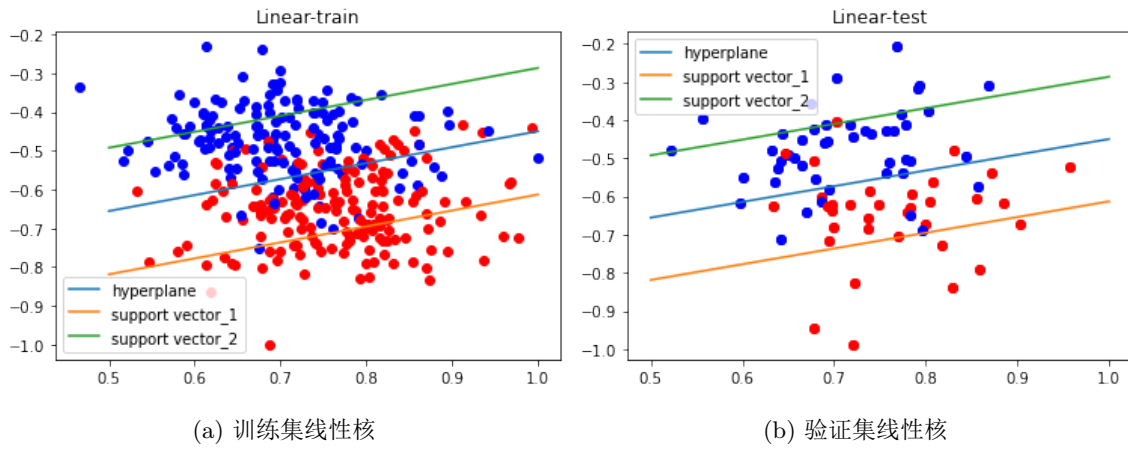 Linear-train
−0.2
−0.3
−0.4
−0.5
−0.6
−0.7
−0.8
−0.9
−1.0
hyperplane
support vector_1
support vector_2
0.5 0.6 0.7 0.8 0.9 1.0
(a) 训练集线性核
Linear-test
−0.2
−0.3
−0.4
−0.5
−0.6
−0.7
−0.8
−0.9
−1.0
hyperplane
support vector_1
support vector_2
0.5 0.6 0.7 0.8 0.9 1.0
(b) 验证集线性核